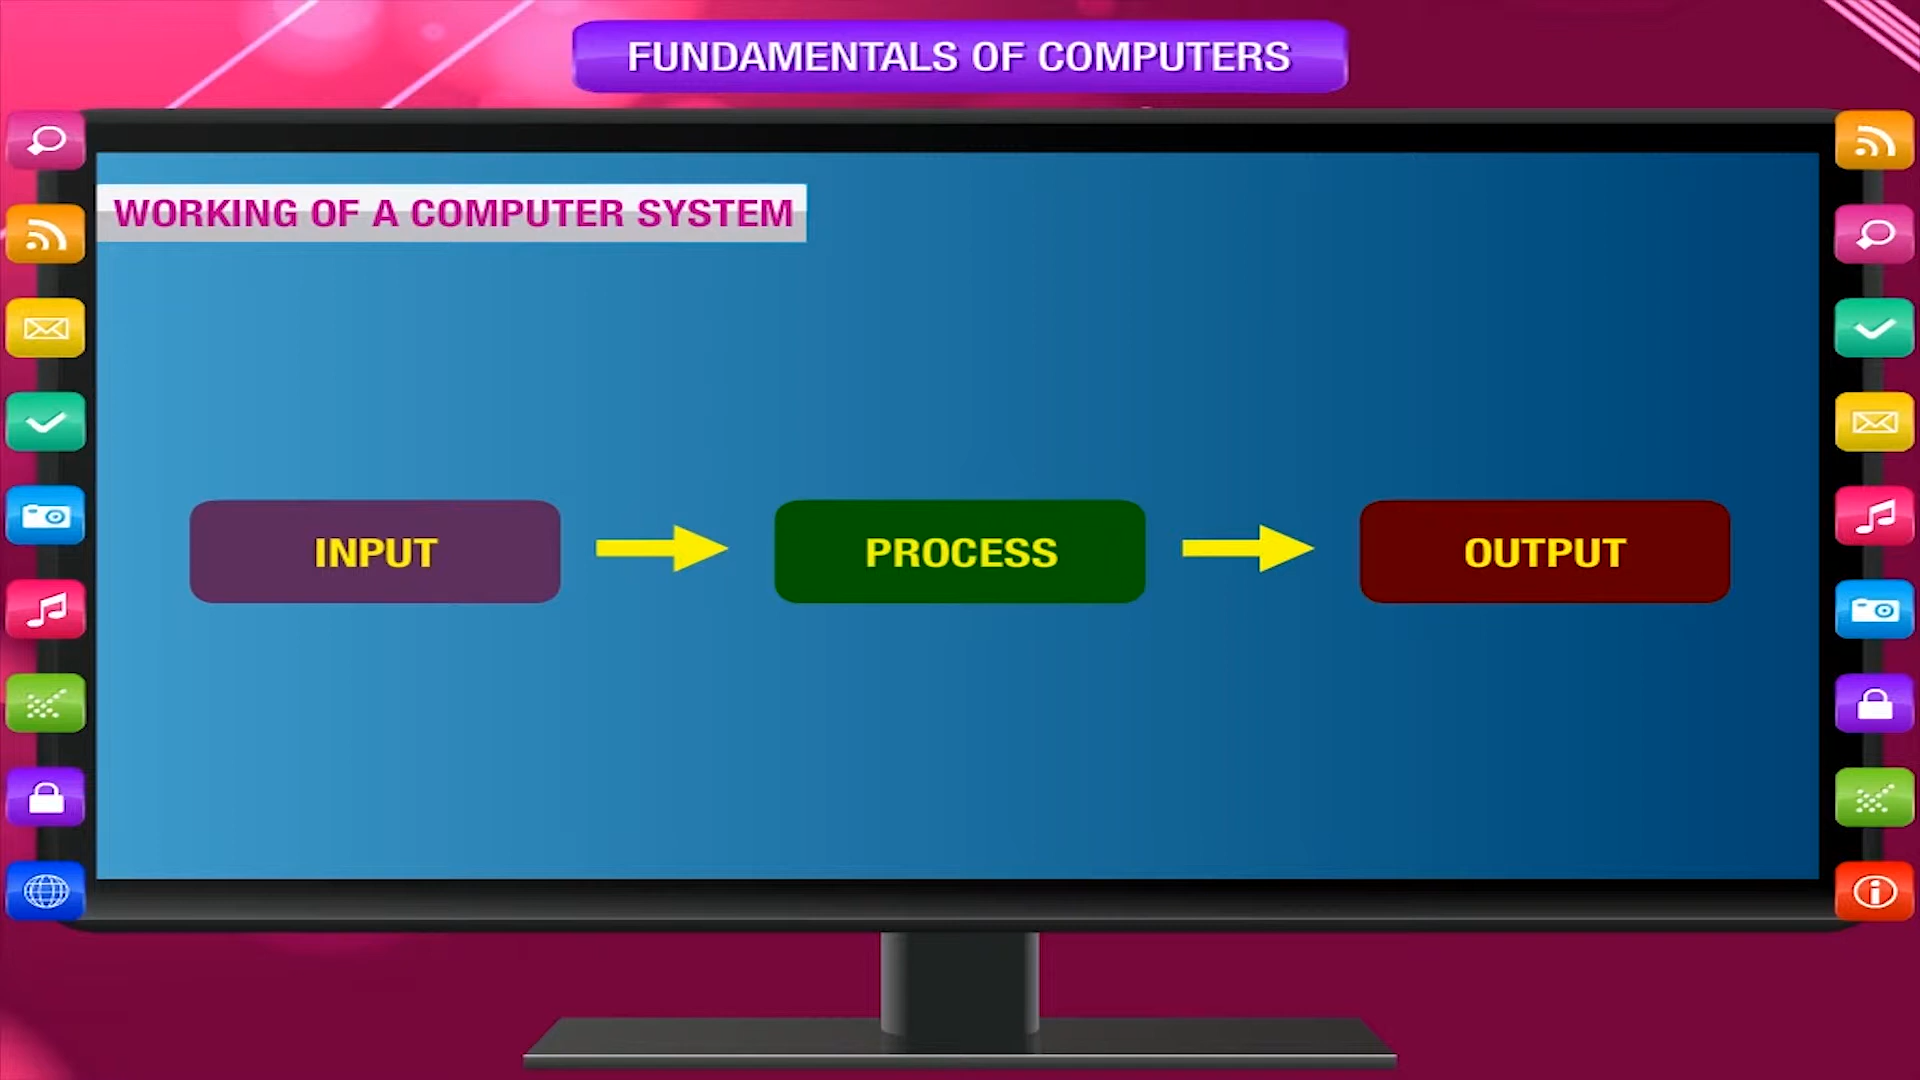 FUNDAMENTALS OF COMPUTERS
WORKING OF A COMPUTER SYSTEM
INPUT
PROCESS
OUTPUT